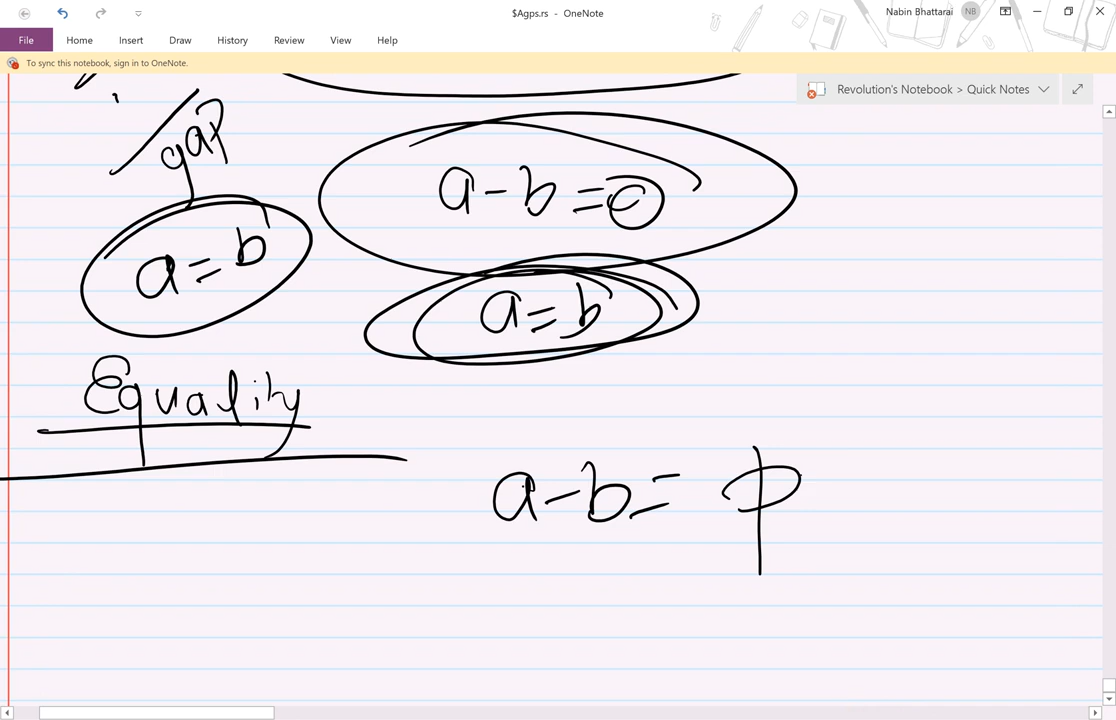 $Agps.rs - OneNote
Nabin Bhattarai NB
File Home Insert Draw History Review View Help
To sync this notebook, sign in to OneNote.
Revolution's Notebook > Quick Notes
gap
a - b =
a = b
a = b
Equality
a - b =